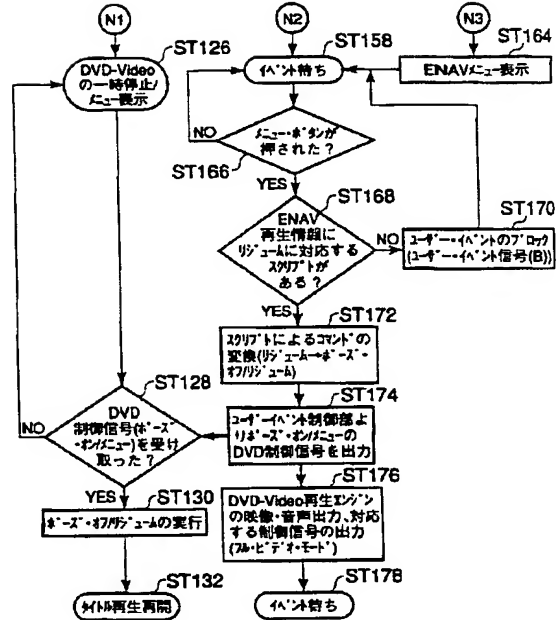 N1
N2
N3
ST126
DVD-Video
の一時停止/
メニュー表示
ST158
イベント待ち
ST164
ENAVメニュー表示
NO
メニュー・ボタンが
押された?
ST166
YES
ST168
ENAV
再生情報に
リジュームに対応する
スクリプトが
ある?
NO
ST170
ユーザー・イベントのブロック
(ユーザー・イベント信号(B))
YES
ST172
スクリプトによるコマンドの
変換(リジューム→ポーズ・
オフ/リジューム)
ST128
DVD
制御信号(ポーズ
・オン/メニュー)を受け
取った?
NO
ST174
ユーザーイベント制御部よ
りポーズ・オン/メニューの
DVD制御信号を出力
YES
ST130
ポーズ・オフ/リジュームの実行
ST176
DVD-Video再生エンジン
の映像・音声出力、対応
する制御信号の出力
(フル・ビデオ・モード)
ST132
タイトル再生再開
ST178
イベント待ち